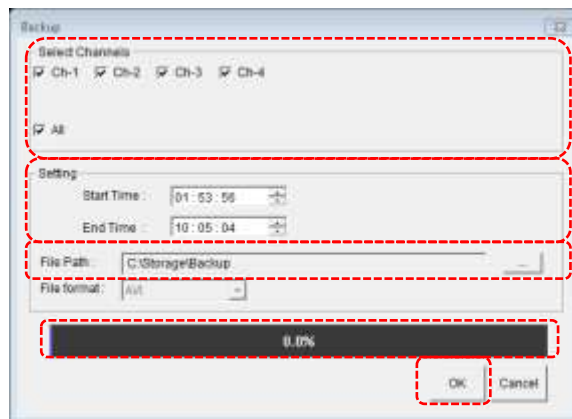 Backup
Select Channels
Ch-1 Ch-2 Ch-3 Ch-4
All
Setting
Start Time : 01 : 53 : 56
End Time : 10 : 05 : 04
File Path : C:\Storage\Backup ...
File format : AVI
0.0%
OK Cancel